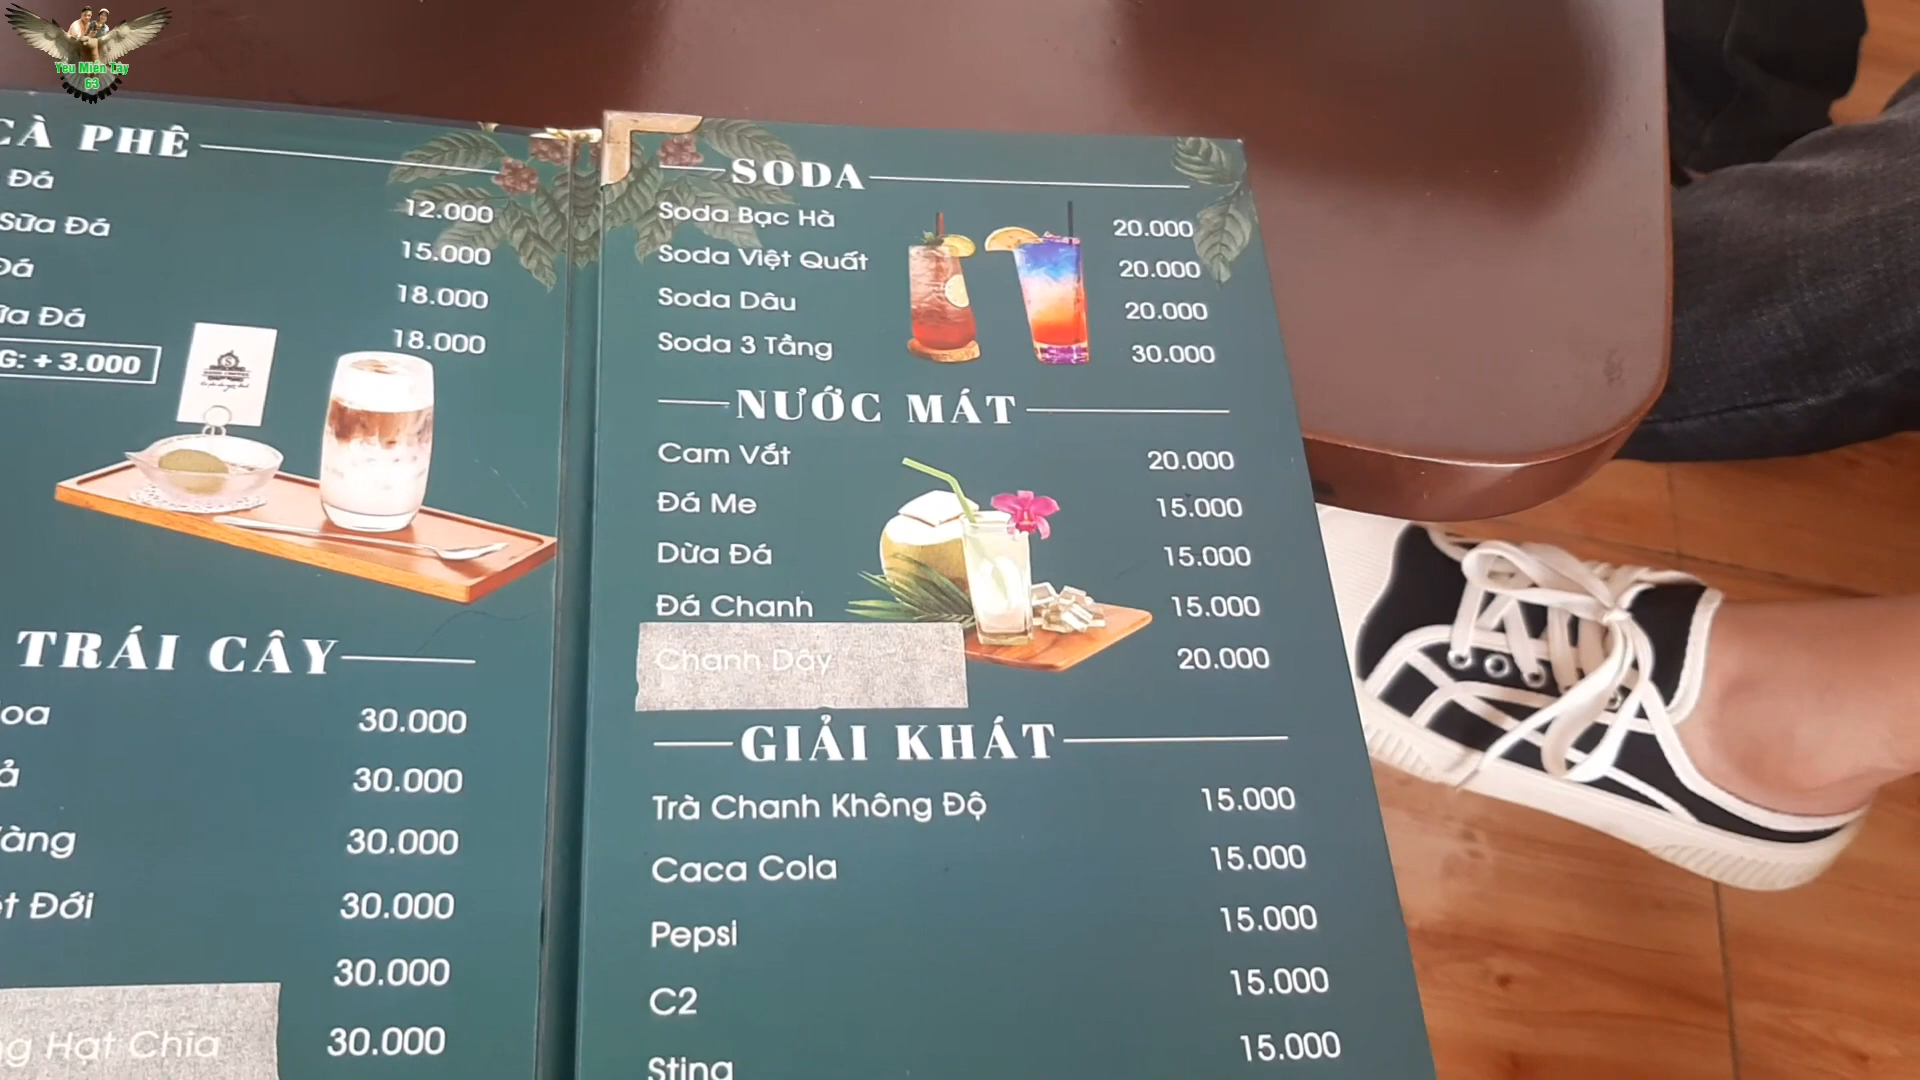 Yêu Miền Tây
63
CÀ PHÊ
Đá
12.000
Sữa Đá
15.000
Đá
18.000
Đá
18.000
G: + 3.000
TRÁI CÂY
30.000
30.000
30.000
Đới
30.000
30.000
Hạt Chia
30.000
SODA
Soda Bạc Hà 20.000
Soda Việt Quất 20.000
Soda Dâu 20.000
Soda 3 Tầng 30.000
NƯỚC MÁT
Cam Vắt 20.000
Đá Me 15.000
Dừa Đá 15.000
Đá Chanh 15.000
Chanh Dây 20.000
GIẢI KHÁT
Trà Chanh Không Độ 15.000
Caca Cola 15.000
Pepsi 15.000
C2 15.000
Sting 15.000